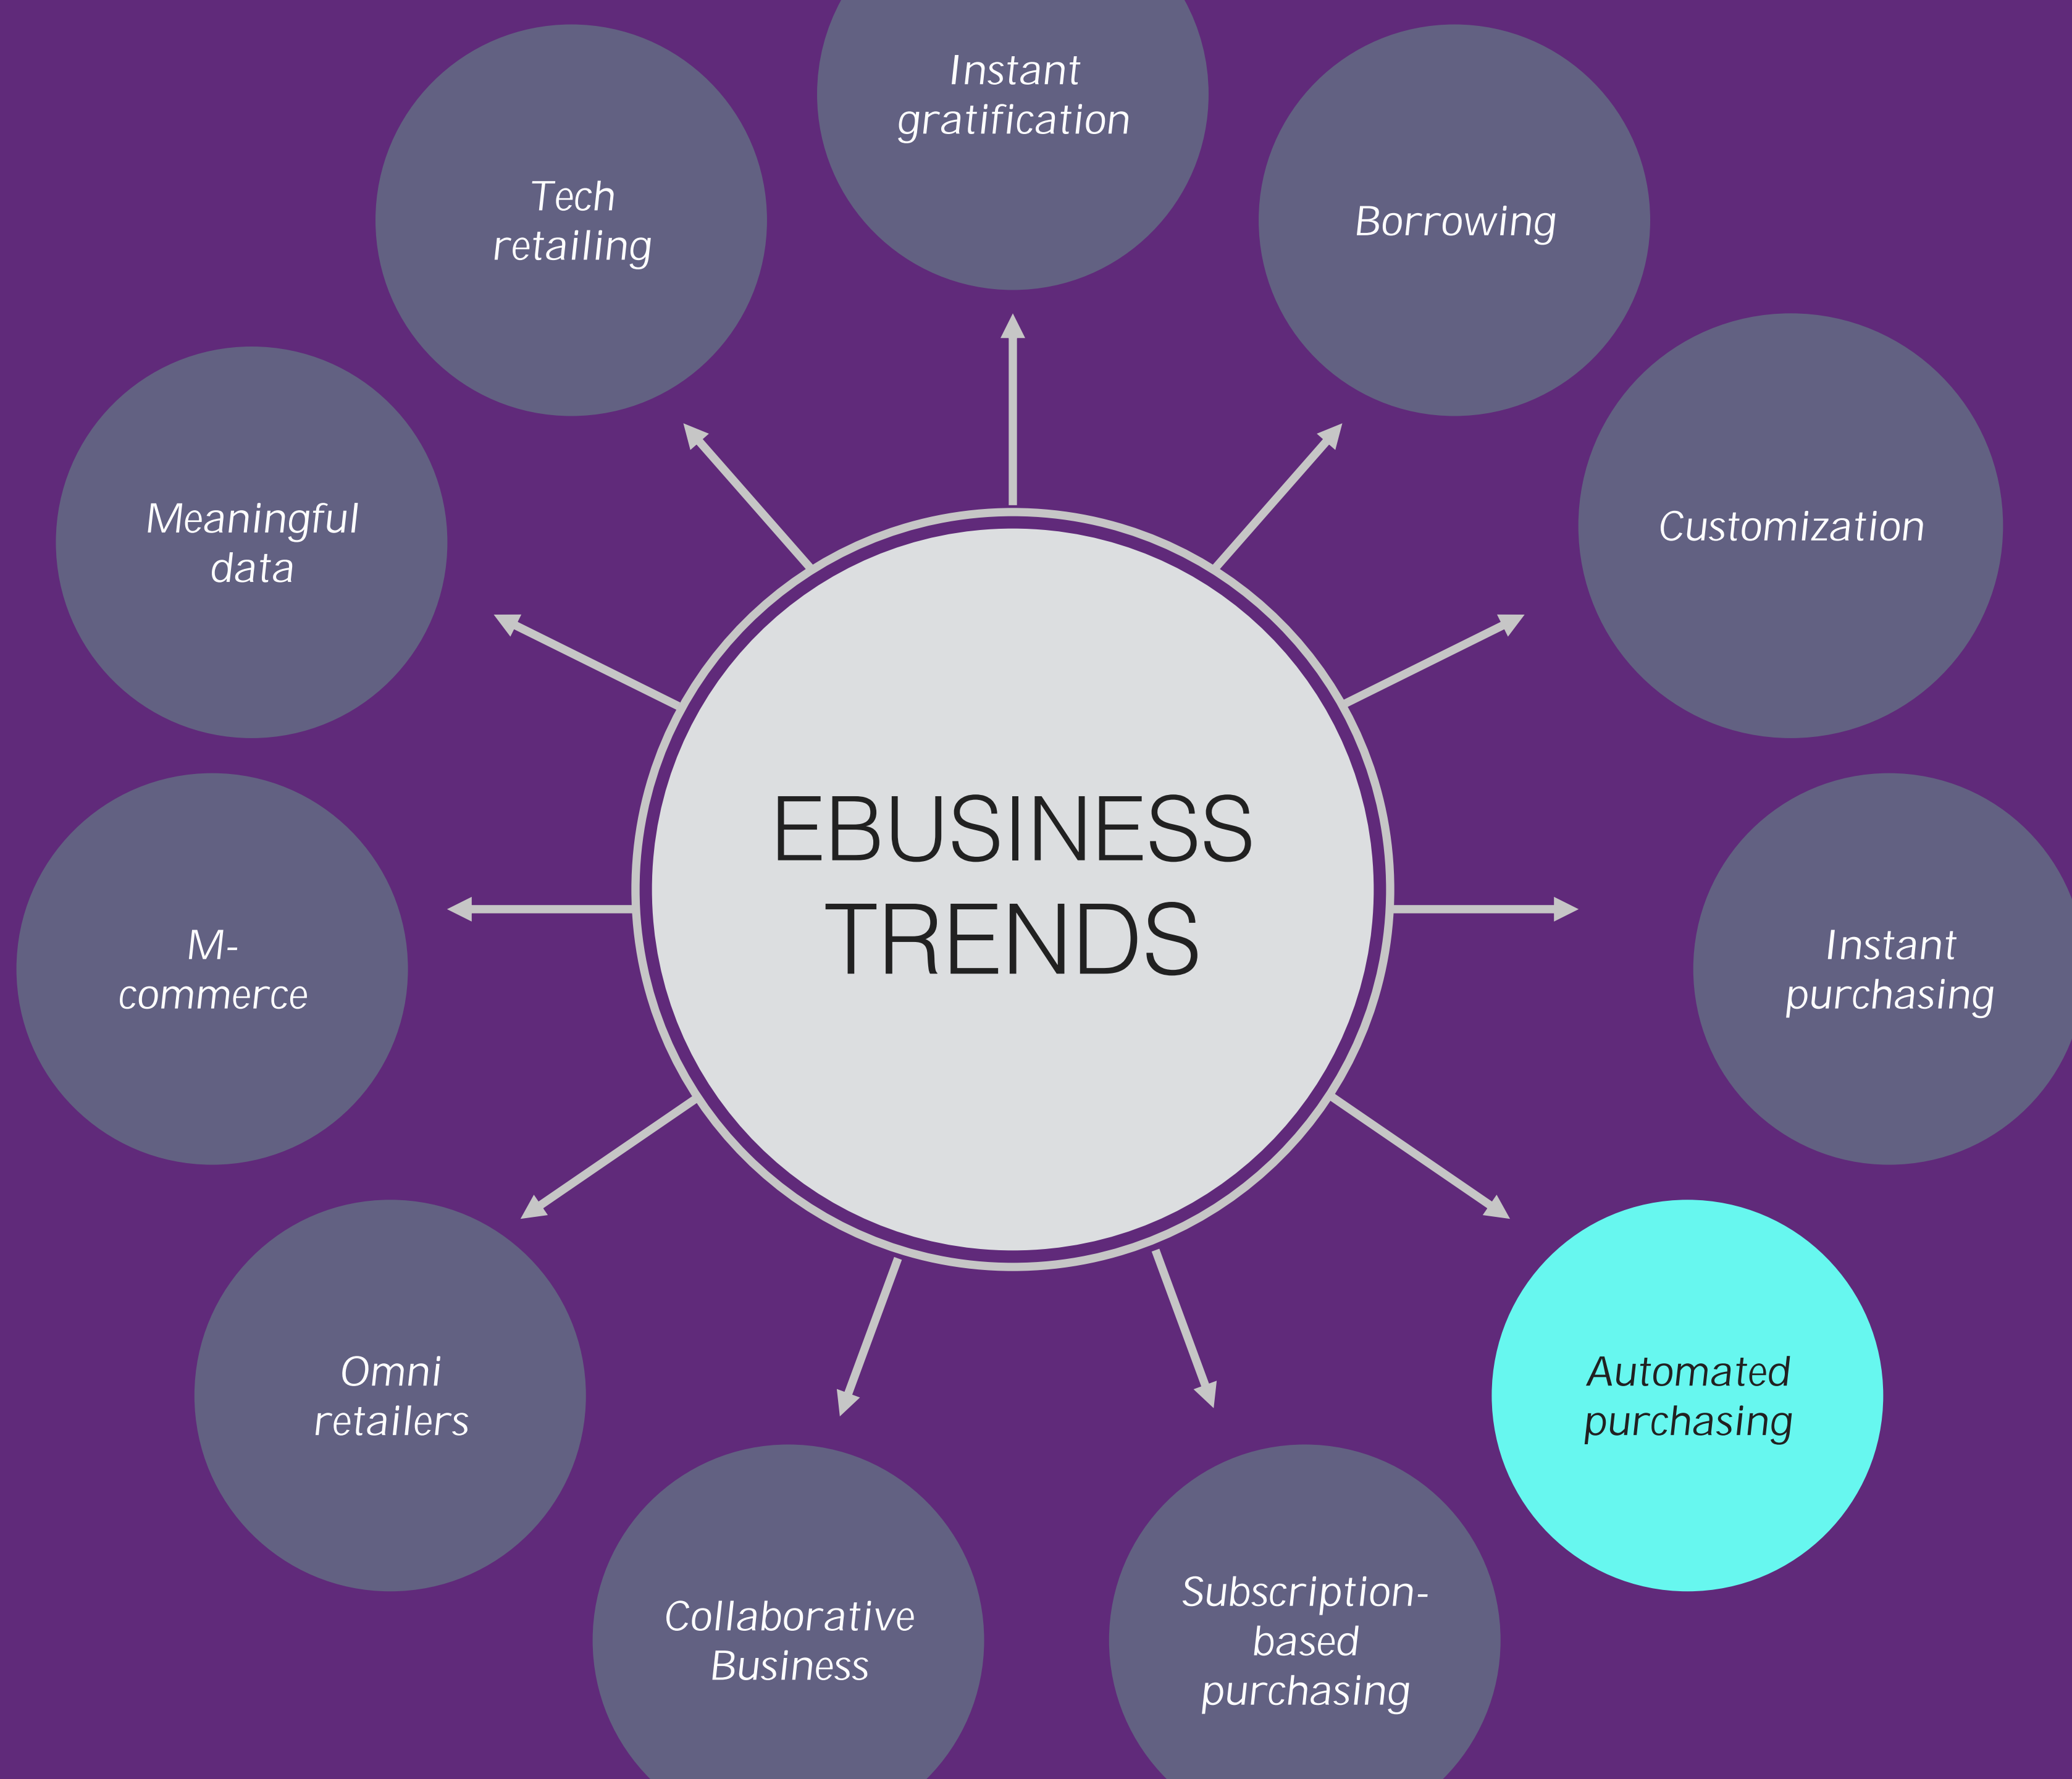 Instant
gratification
Tech
retailing
Borrowing
Meaningful
data
Customization
EBUSINESS
TRENDS
M-
commerce
Instant
purchasing
Omni
retailers
Automated
purchasing
Collaborative
Business
Subscription-
based
purchasing